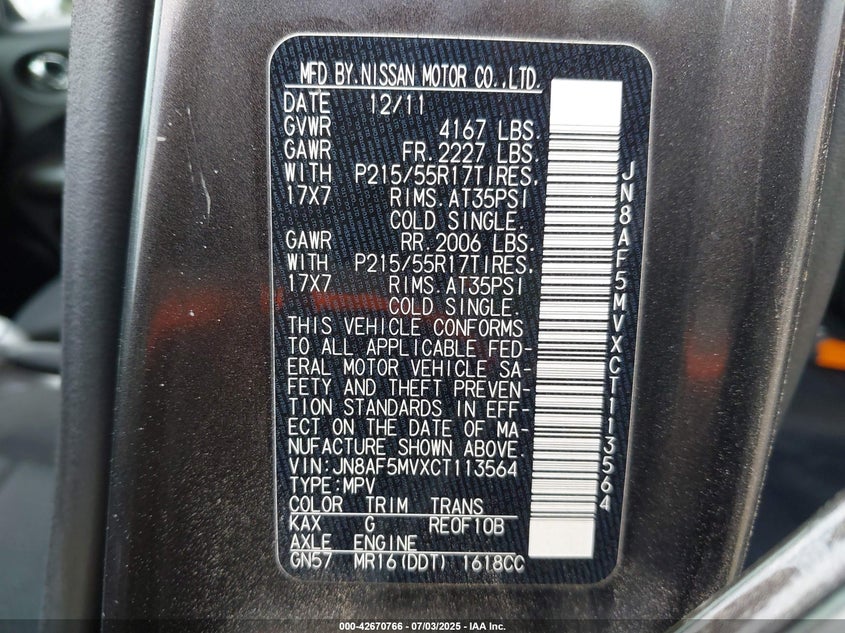 MFD BY.NISSAN MOTOR CO.,LTD.
DATE 12/11
GVWR 4167 LBS.
GAWR FR.2227 LBS.
WITH P215/55R17TIRES,
17X7 RIMS.AT35PSI
COLD SINGLE.
GAWR RR.2006 LBS.
WITH P215/55R17TIRES,
17X7 RIMS.AT35PSI
COLD SINGLE.
THIS VEHICLE CONFORMS
TO ALL APPLICABLE FED-
ERAL MOTOR VEHICLE SA-
FETY AND THEFT PREVEN-
TION STANDARDS IN EFF-
ECT ON THE DATE OF MA-
NUFACTURE SHOWN ABOVE.
VIN:JN8AF5MVXCT113564
TYPE:MPV
COLOR TRIM TRANS
KAX G RE0F10B
AXLE ENGINE
GN57 MR16(DDT) 1618CC
JN8AF5MVXCT113564
000-42670766 - 07/03/2025 - IAA Inc.